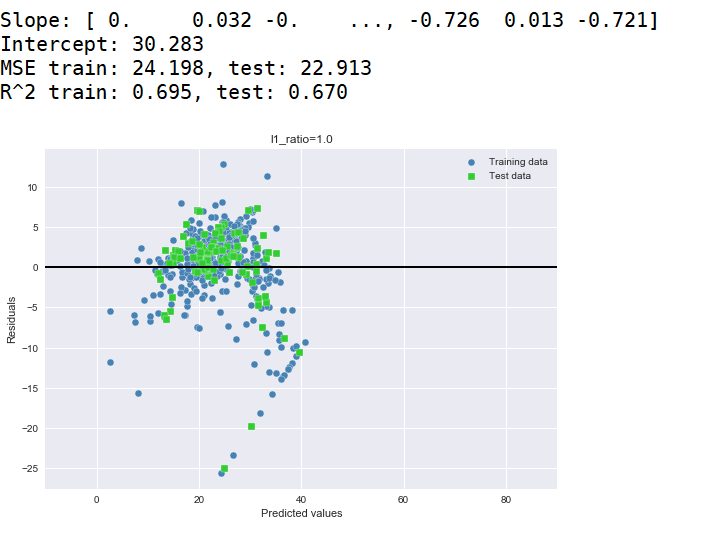 Slope: [ 0. 0.032 -0. ..., -0.726 0.013 -0.721]
Intercept: 30.283
MSE train: 24.198, test: 22.913
R^2 train: 0.695, test: 0.670
l1_ratio=1.0
Training data
Test data
10
5
0
−5
−10
−15
−20
−25
Residuals
0 20 40 60 80
Predicted values